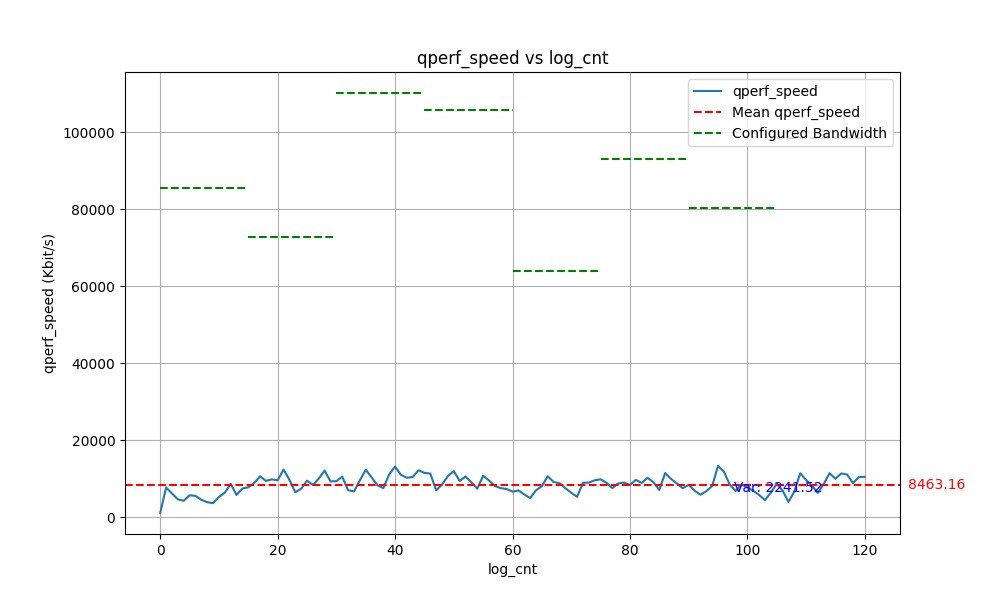 qperf_speed vs log_cnt
qperf_speed
Mean qperf_speed
Configured Bandwidth
100000
80000
60000
40000
20000
0
qperf_speed (Kbit/s)
Var: 2241.52
8463.16
0 20 40 60 80 100 120
log_cnt